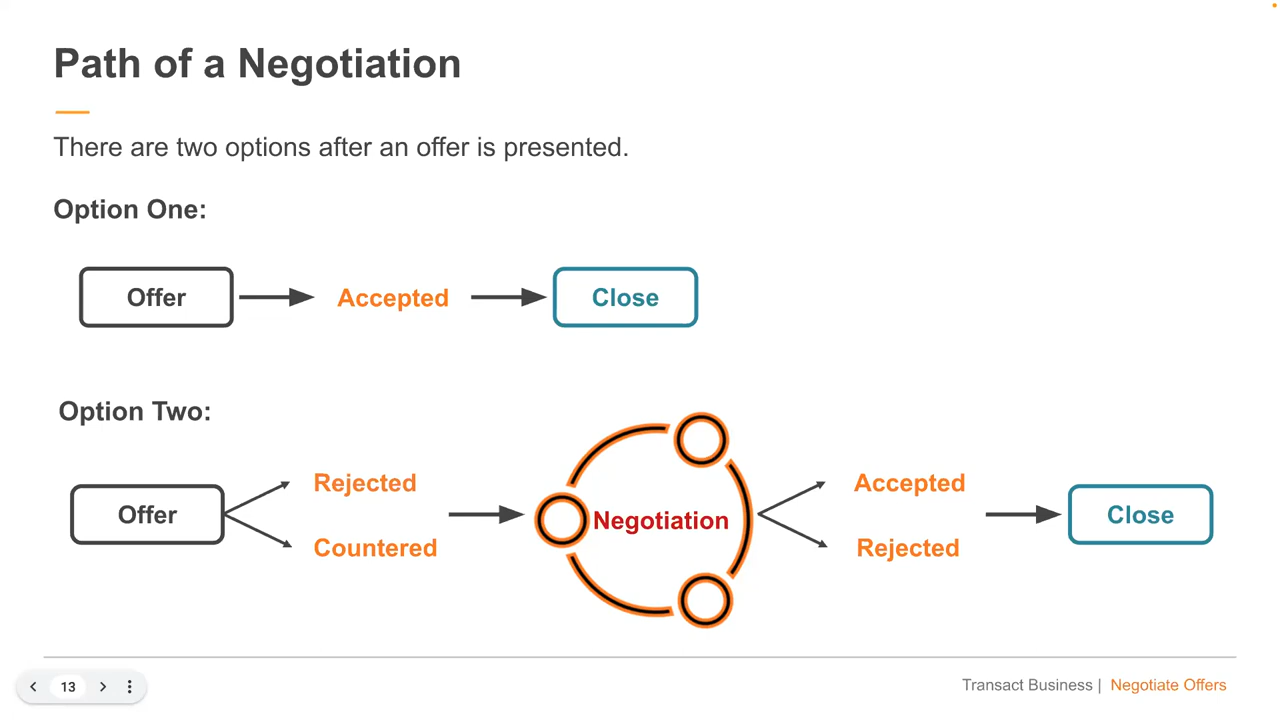 Path of a Negotiation
There are two options after an offer is presented.
Option One:
Offer
Accepted
Close
Option Two:
Offer
Rejected
Countered
Negotiation
Accepted
Rejected
Close
13
Transact Business | Negotiate Offers